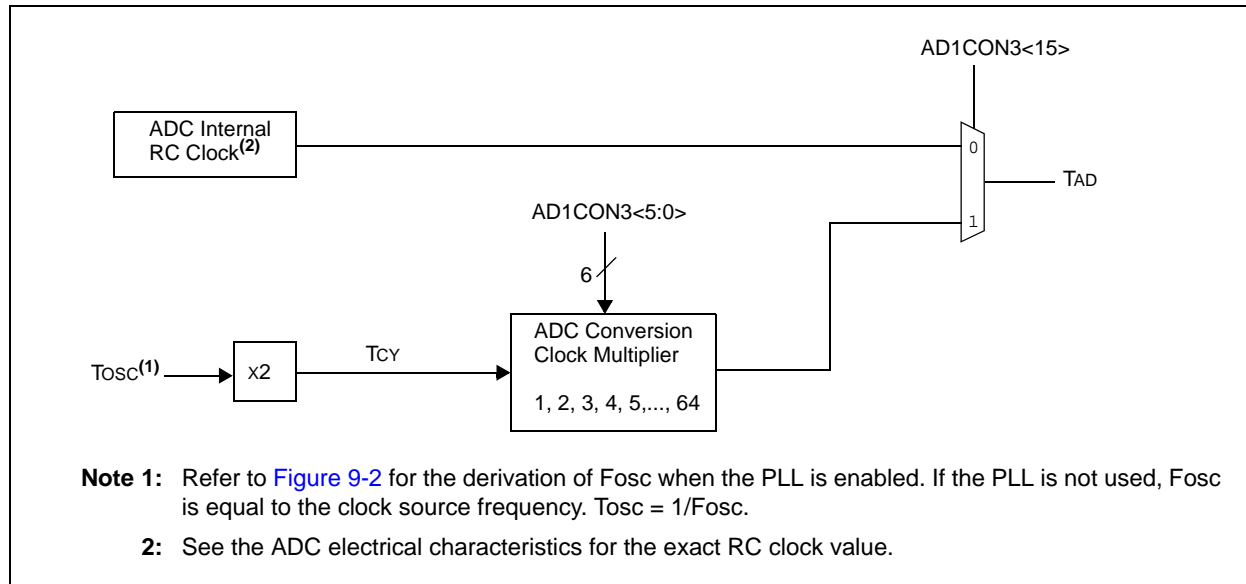 AD1CON3<15>
ADC Internal
RC Clock(2)
0
TAD
AD1CON3<5:0>
1
6
ADC Conversion
Clock Multiplier
TOSC(1)
X2
TCY
1, 2, 3, 4, 5,..., 64
Note 1: Refer to Figure 9-2 for the derivation of Fosc when the PLL is enabled. If the PLL is not used, Fosc
is equal to the clock source frequency. Tosc = 1/Fosc.
2: See the ADC electrical characteristics for the exact RC clock value.